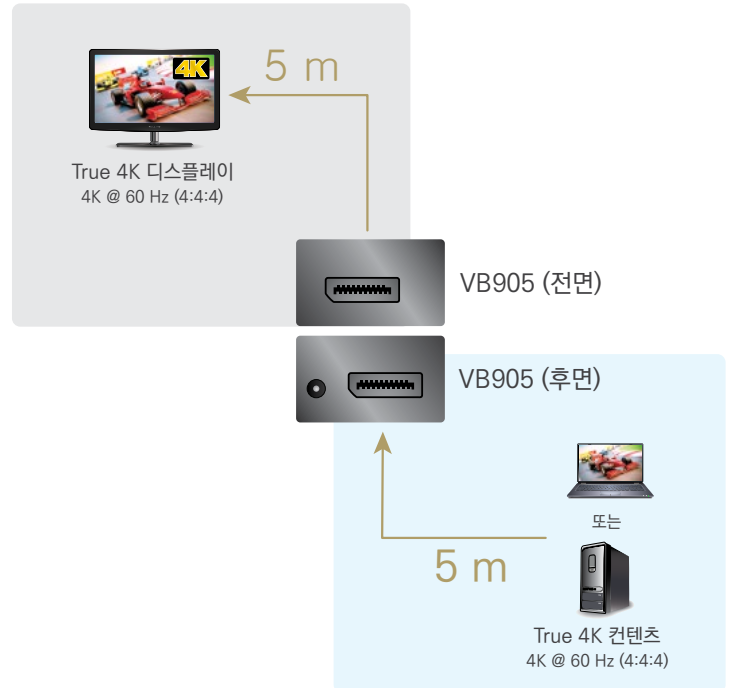 4K
5 m
True 4K 디스플레이
4K @ 60 Hz (4:4:4)
VB905 (전면)
VB905 (후면)
또는
5 m
True 4K 컨텐츠
4K @ 60 Hz (4:4:4)